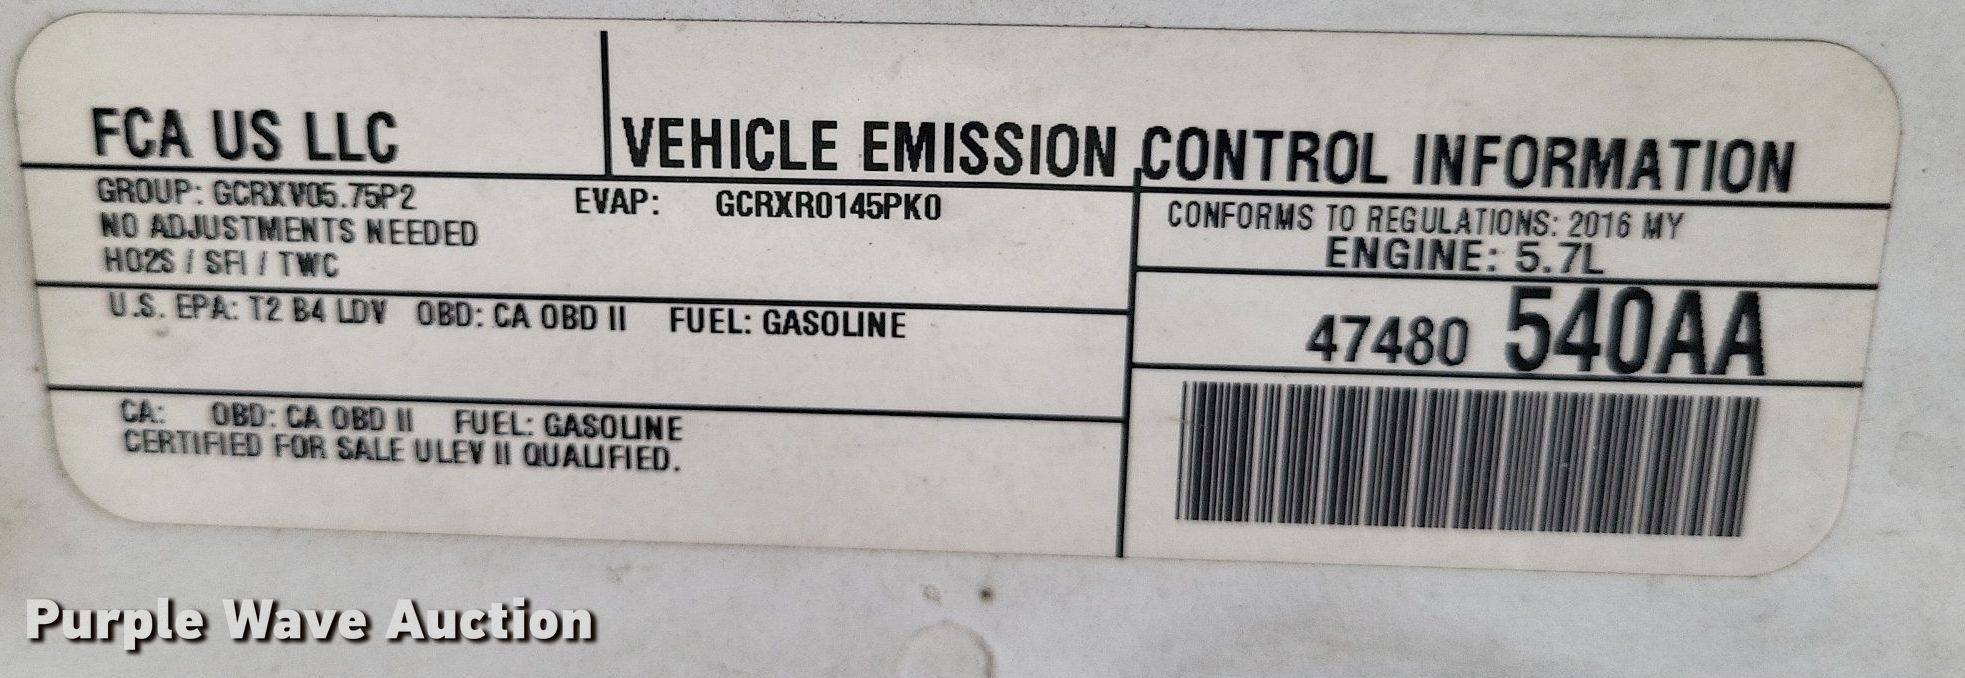 FCA US LLC
VEHICLE EMISSION CONTROL INFORMATION
GROUP: GCRXV05.75P2
EVAP: GCRXR0145PK0
NO ADJUSTMENTS NEEDED
HO2S / SFI / TWC
CONFORMS TO REGULATIONS: 2016 MY
ENGINE: 5.7L
U.S. EPA: T2 B4 LDV OBD: CA OBD II FUEL: GASOLINE
47480 540AA
CA: OBD: CA OBD II FUEL: GASOLINE
CERTIFIED FOR SALE ULEV II QUALIFIED.
Purple Wave Auction